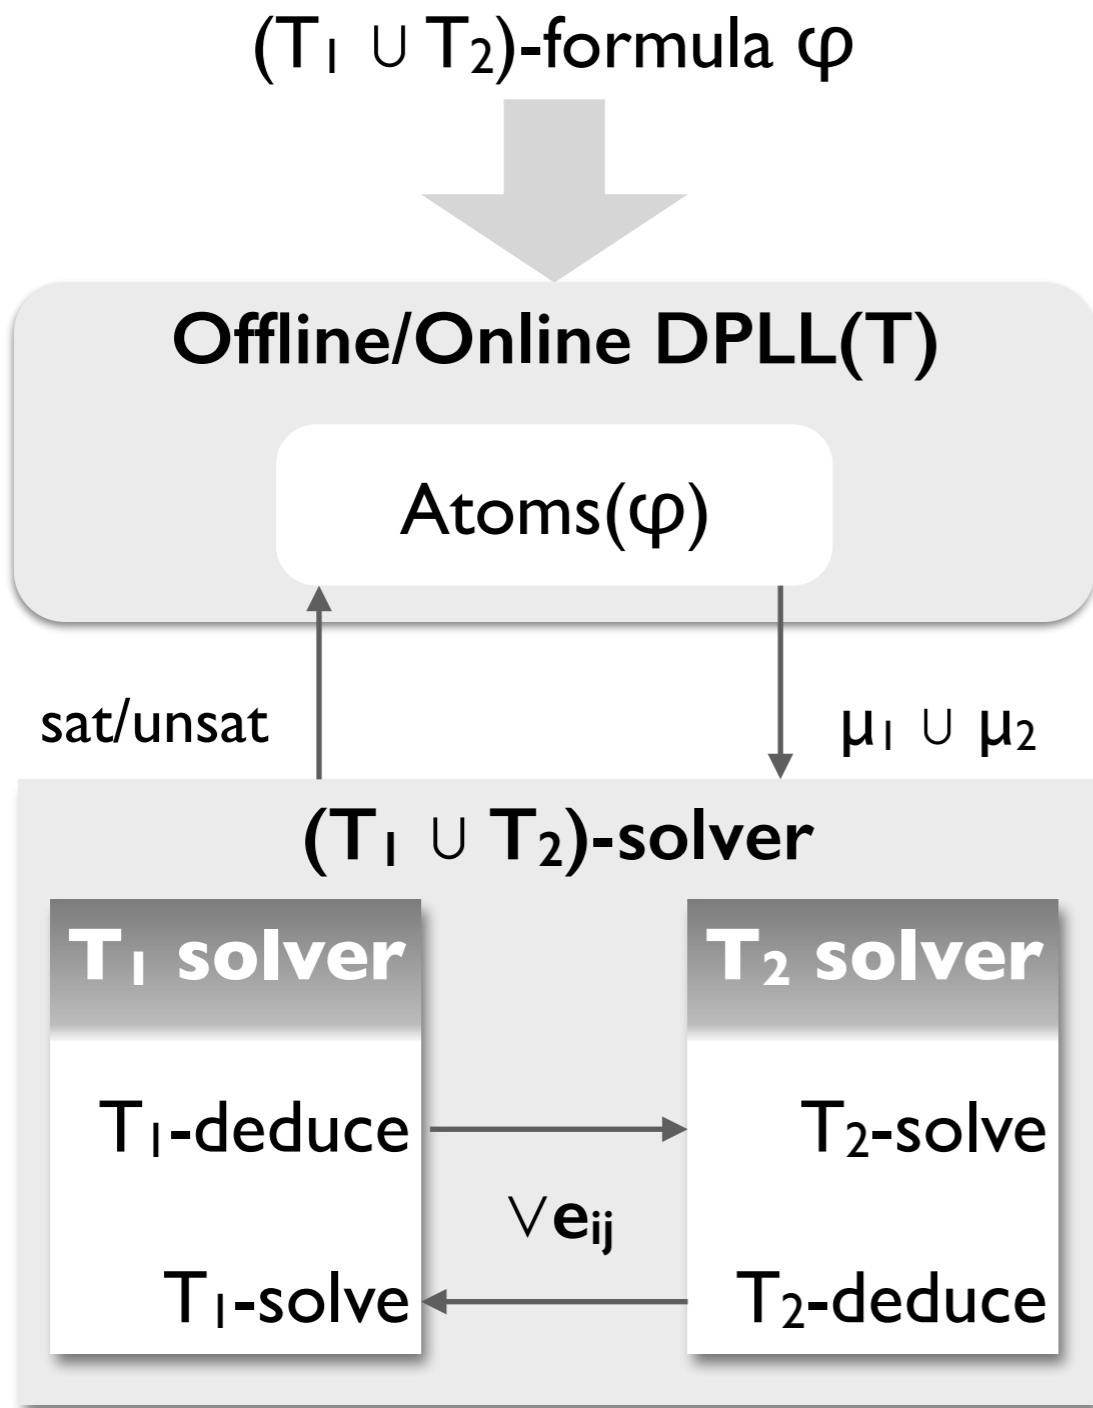 (T₁ ∪ T₂)-formula φ
Offline/Online DPLL(T)
Atoms(φ)
sat/unsat
μ₁ ∪ μ₂
(T₁ ∪ T₂)-solver
T₁ solver
T₂ solver
T₁-deduce
T₂-solve
∨eᵢⱼ
T₁-solve
T₂-deduce